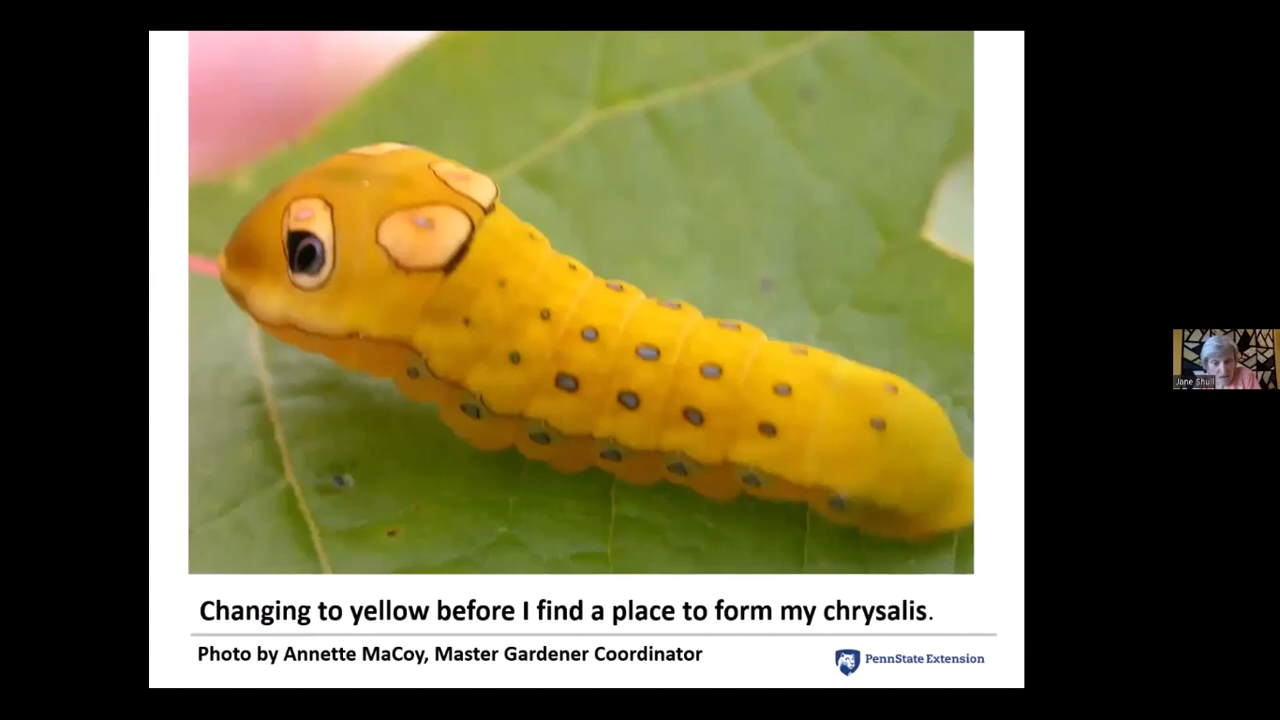 Changing to yellow before I find a place to form my chrysalis.
Photo by Annette MaCoy, Master Gardener Coordinator
PennState Extension
Jane Shull